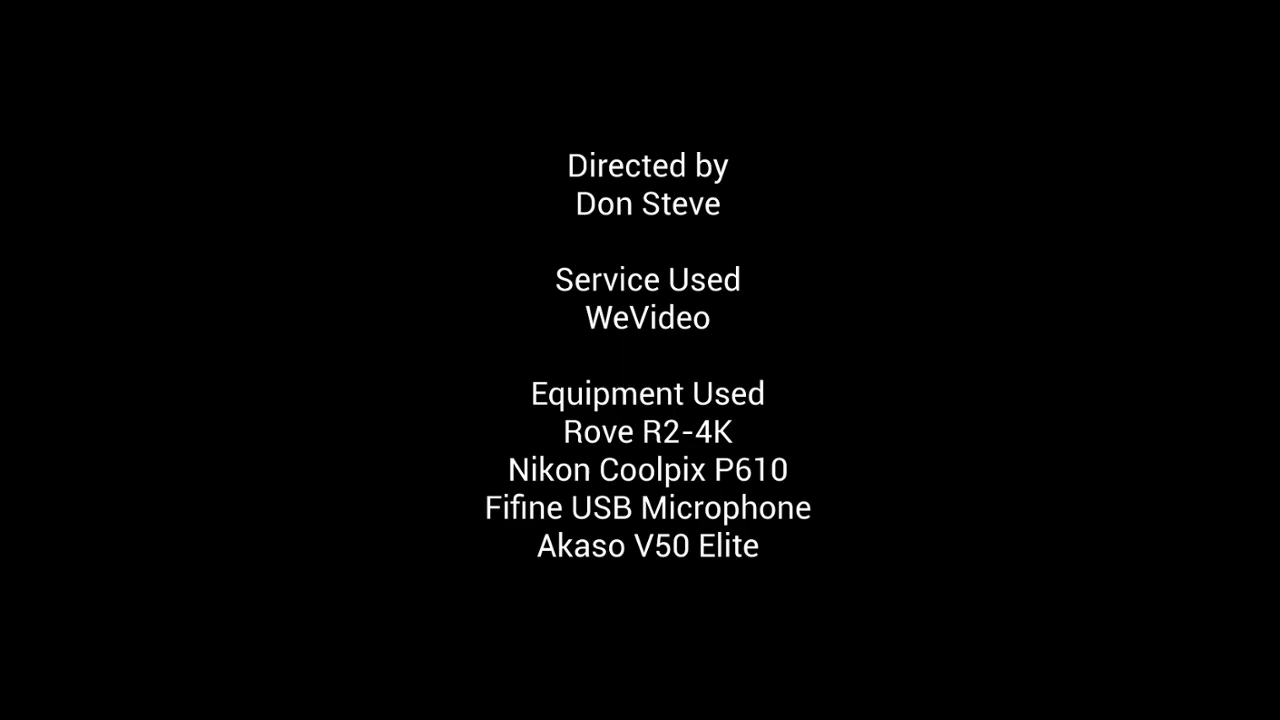 Directed by
Don Steve
Service Used
WeVideo
Equipment Used
Rove R2-4K
Nikon Coolpix P610
Fifine USB Microphone
Akaso V50 Elite